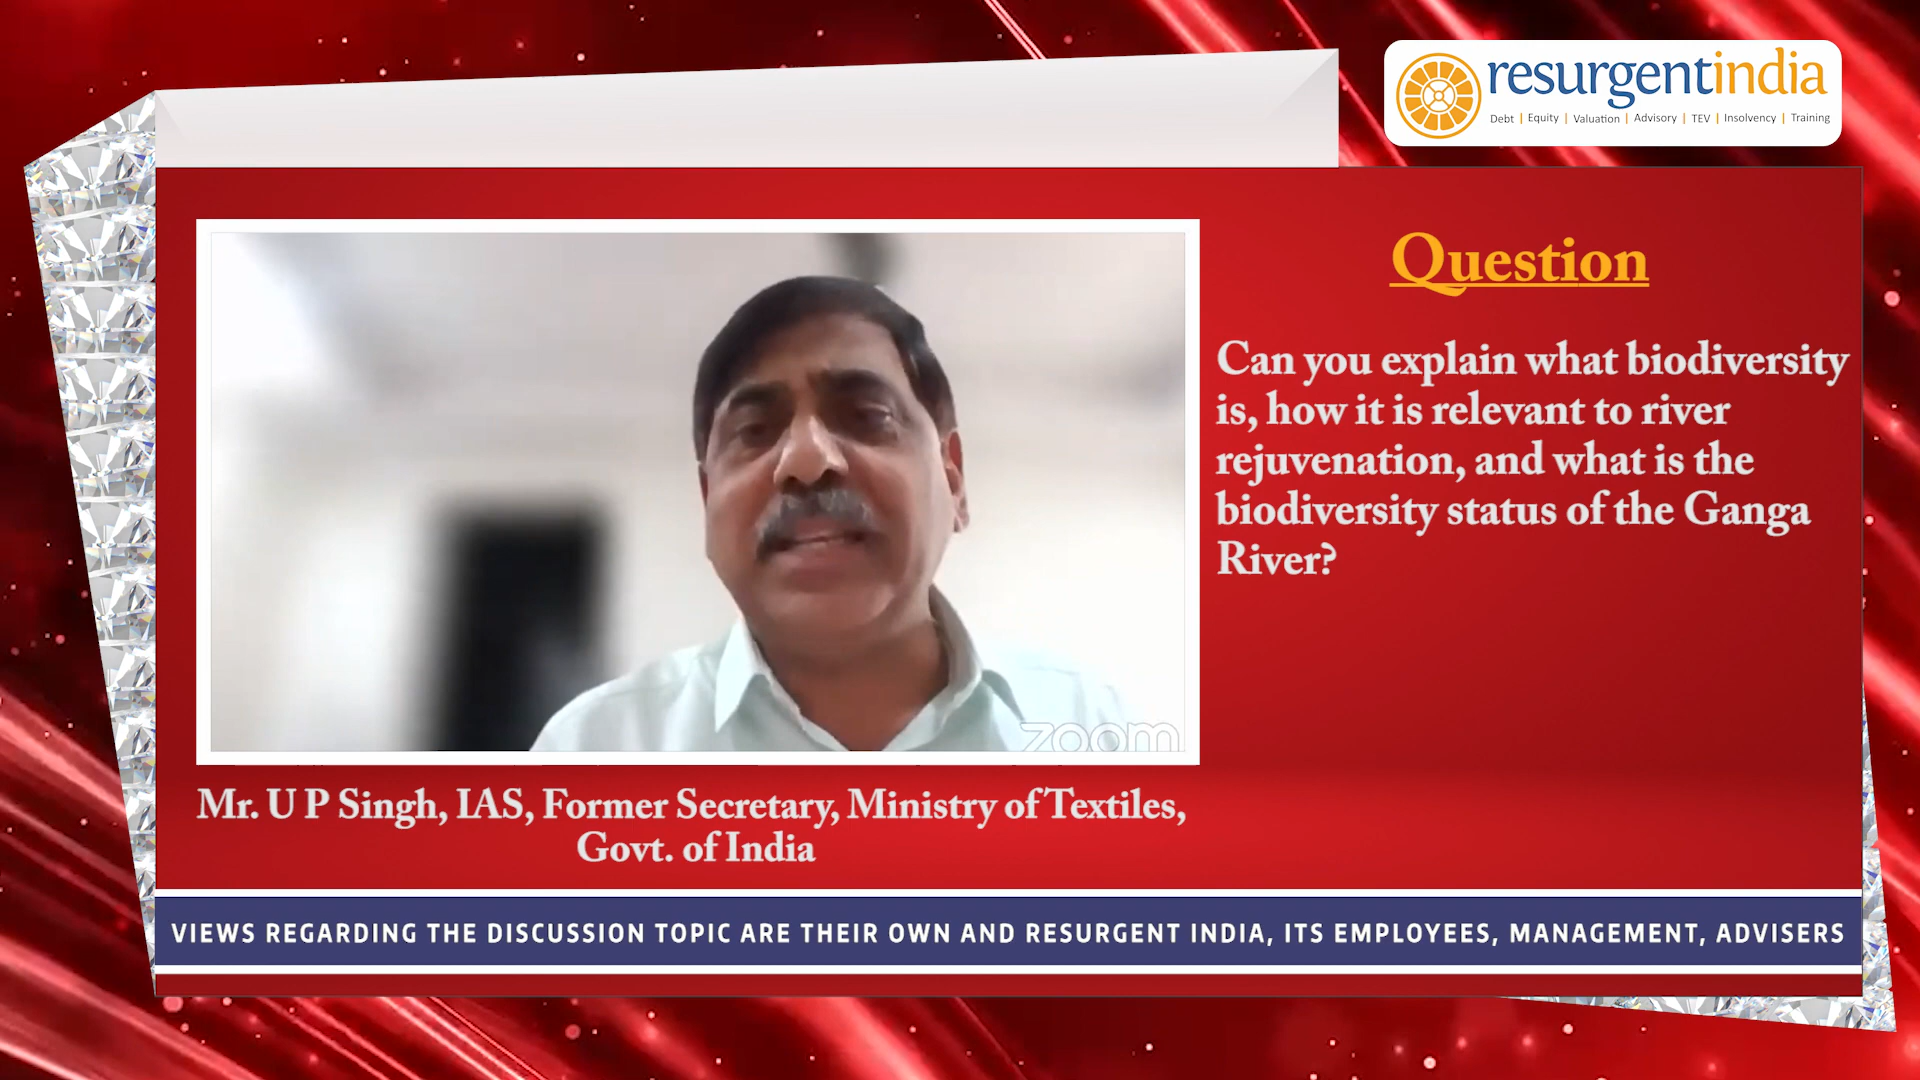 resurgentindia
Debt | Equity | Valuation | Advisory | TEV | Insolvency | Training
Question
Can you explain what biodiversity
is, how it is relevant to river
rejuvenation, and what is the
biodiversity status of the Ganga
River?
zoom
Mr. U P Singh, IAS, Former Secretary, Ministry of Textiles,
Govt. of India
VIEWS REGARDING THE DISCUSSION TOPIC ARE THEIR OWN AND RESURGENT INDIA, ITS EMPLOYEES, MANAGEMENT, ADVISERS